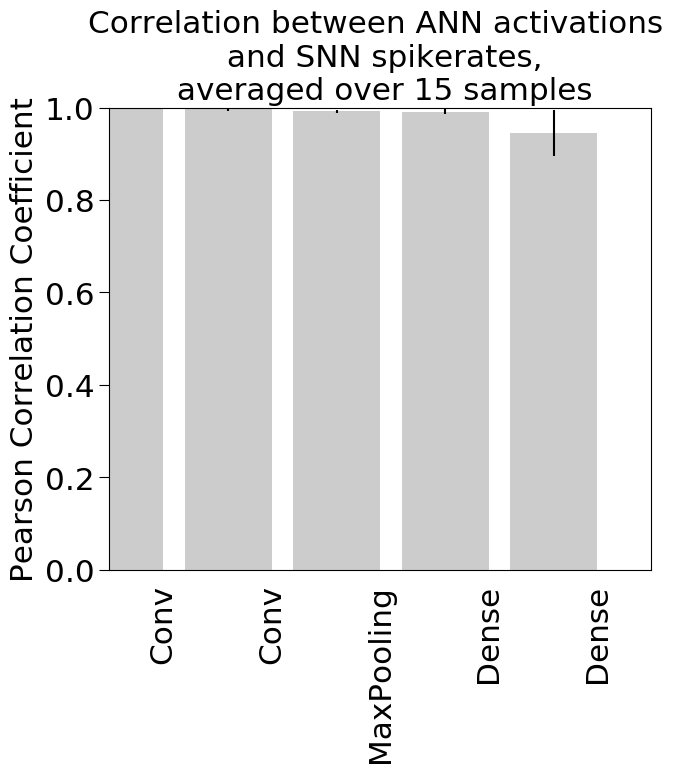 Correlation between ANN activations
and SNN spikerates,
averaged over 15 samples
Pearson Correlation Coefficient
1.0
0.8
0.6
0.4
0.2
0.0
Conv
Conv
MaxPooling
Dense
Dense